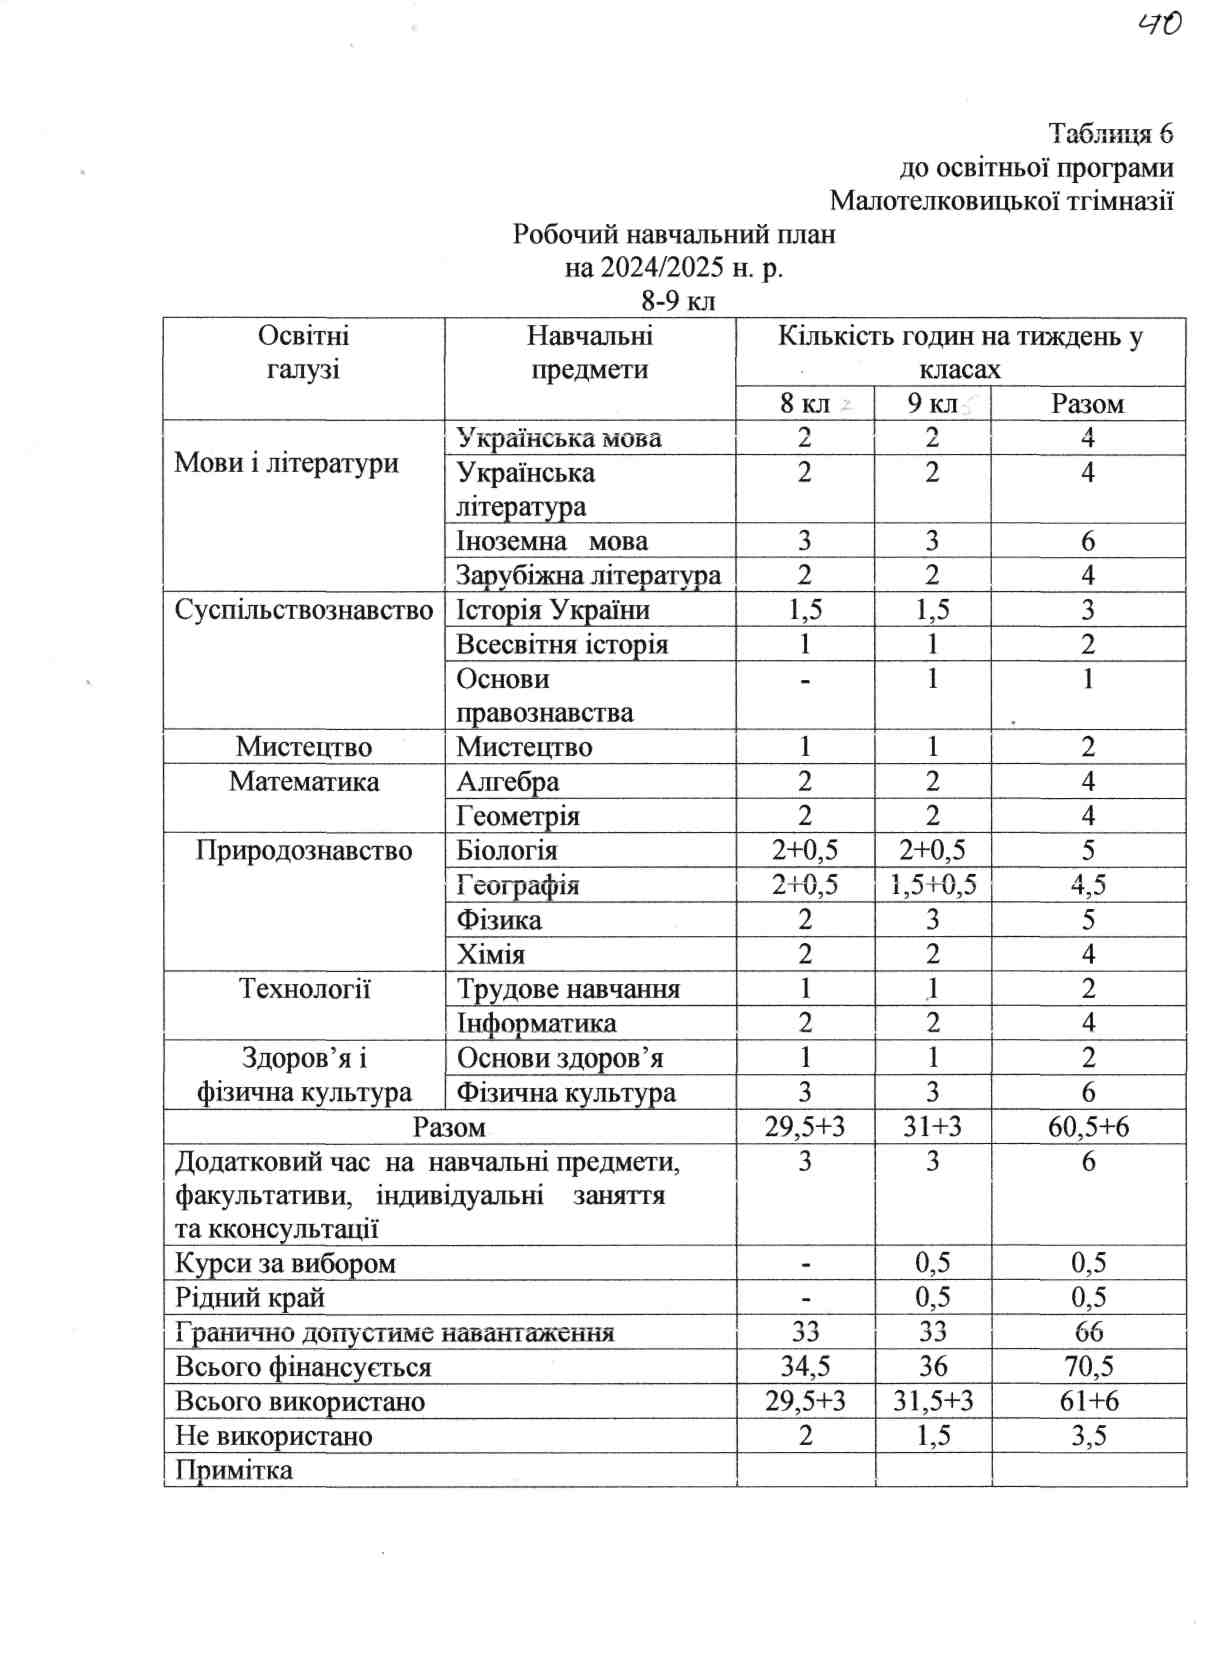 40
Таблиця 6
до освітньої програми
Малотелковицької тгімназії
Робочий навчальний план
на 2024/2025 н. р.
8-9 кл
Освітні галузі Навчальні предмети Кількість годин на тиждень у класах
8 кл 9 кл Разом
Мови і літератури Українська мова 2 2 4
Українська література 2 2 4
Іноземна мова 3 3 6
Зарубіжна література 2 2 4
Суспільствознавство Історія України 1,5 1,5 3
Всесвітня історія 1 1 2
Основи правознавства - 1 1
Мистецтво Мистецтво 1 1 2
Математика Алгебра 2 2 4
Геометрія 2 2 4
Природознавство Біологія 2+0,5 2+0,5 5
Географія 2+0,5 1,5+0,5 4,5
Фізика 2 3 5
Хімія 2 2 4
Технології Трудове навчання 1 1 2
Інформатика 2 2 4
Здоров’я і фізична культура Основи здоров’я 1 1 2
Фізична культура 3 3 6
Разом 29,5+3 31+3 60,5+6
Додатковий час на навчальні предмети, 3 3 6
факультативи, індивідуальні заняття
та кконсультації
Курси за вибором - 0,5 0,5
Рідний край - 0,5 0,5
Гранично допустиме навантаження 33 33 66
Всього фінансується 34,5 36 70,5
Всього використано 29,5+3 31,5+3 61+6
Не використано 2 1,5 3,5
Примітка